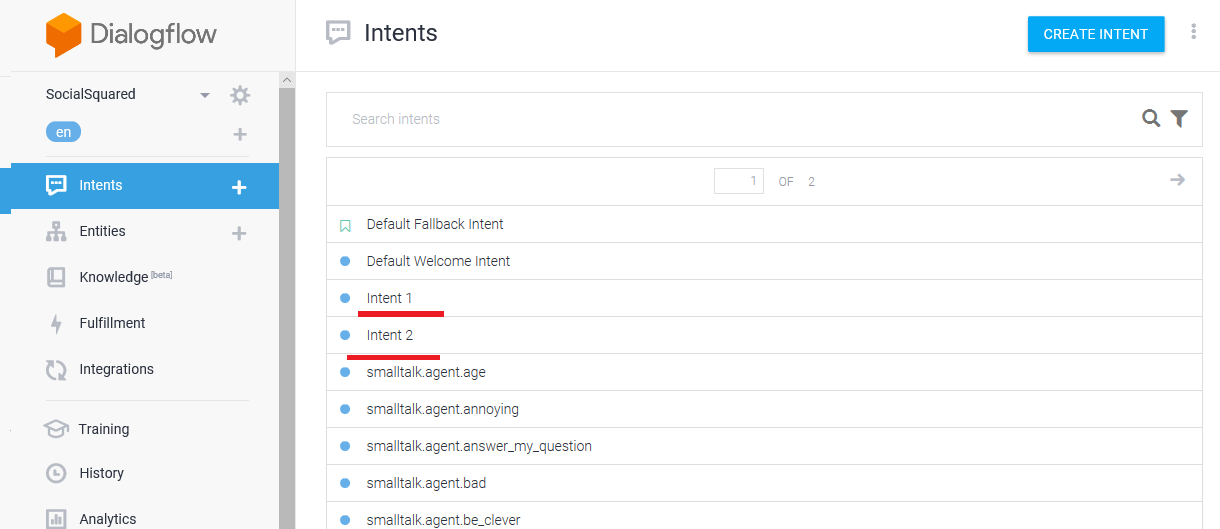 Dialogflow
SocialSquared
en
Intents
Entities
Knowledge [beta]
Fulfillment
Integrations
Training
History
Analytics
Intents
CREATE INTENT
Search intents
1 OF 2
Default Fallback Intent
Default Welcome Intent
Intent 1
Intent 2
smalltalk.agent.age
smalltalk.agent.annoying
smalltalk.agent.answer_my_question
smalltalk.agent.bad
smalltalk.agent.be_clever